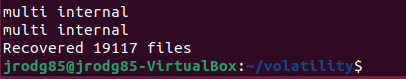 multi internal
multi internal
Recovered 19117 files
jrodg85@jrodg85-VirtualBox:~/volatility$